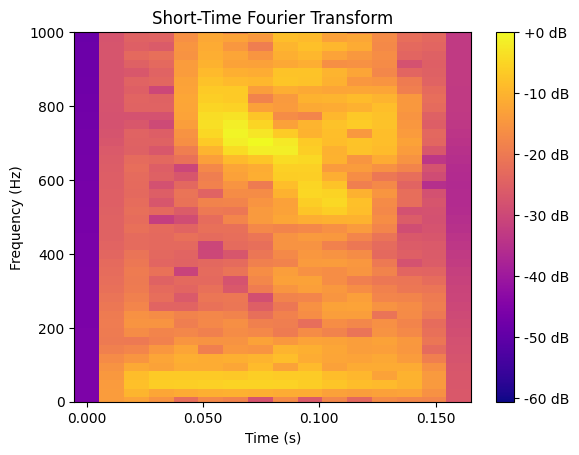 Short-Time Fourier Transform
Frequency (Hz)
1000
800
600
400
200
0
0.000
0.050
0.100
0.150
Time (s)
+0 dB
-10 dB
-20 dB
-30 dB
-40 dB
-50 dB
-60 dB